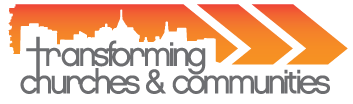 transforming
churches & communities